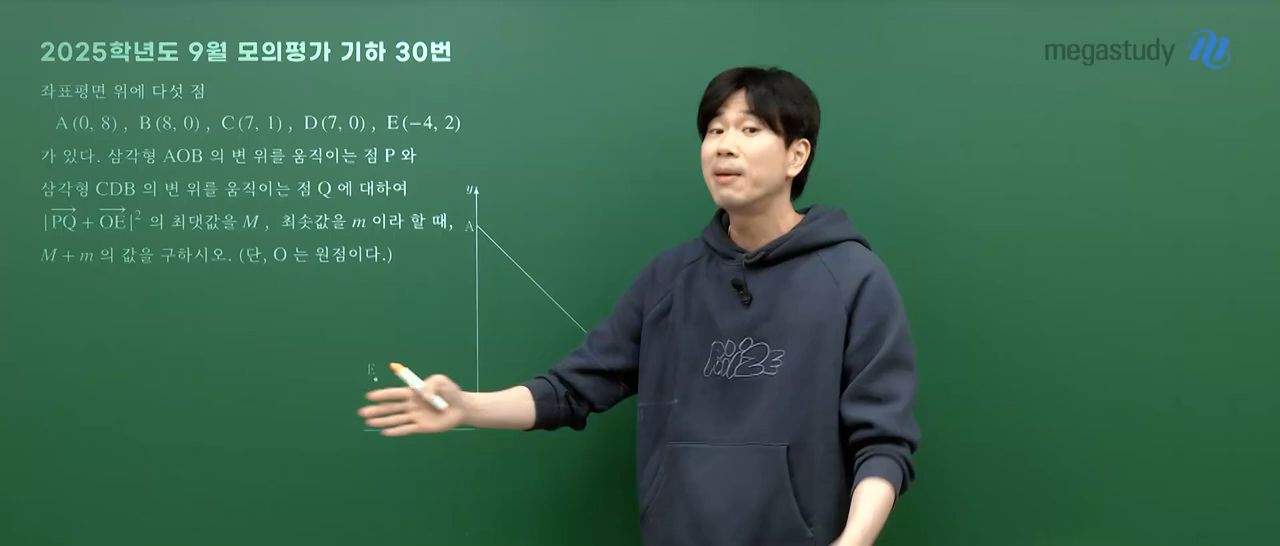 2025학년도 9월 모의평가 기하 30번
megastudy
좌표평면 위에 다섯 점
A(0, 8), B(8, 0), C(7, 1), D(7, 0), E(−4, 2)
가 있다. 삼각형 AOB 의 변 위를 움직이는 점 P 와
삼각형 CDB 의 변 위를 움직이는 점 Q 에 대하여
|PQ⃗ + OE⃗|² 의 최댓값을 M, 최솟값을 m 이라 할 때,
M + m 의 값을 구하시오. (단, O 는 원점이다.)
y
A
E
RIIZE